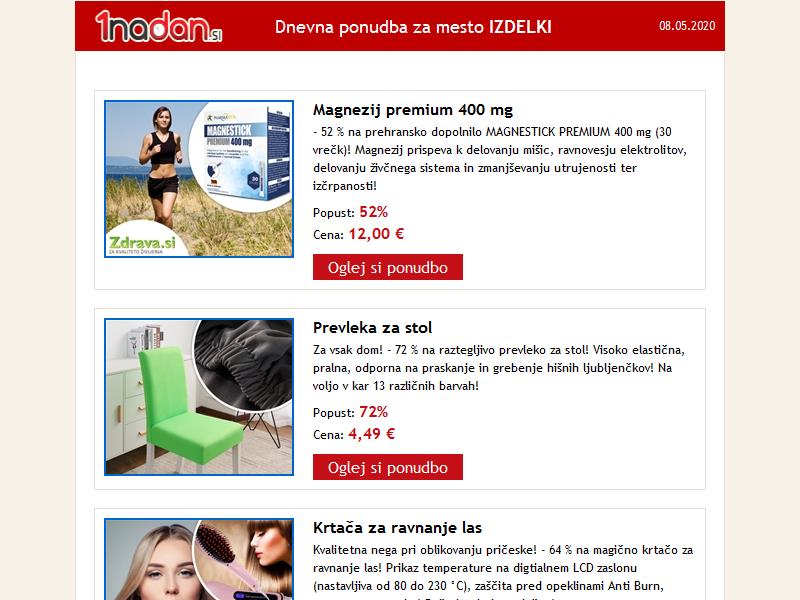 1nadan.si
Dnevna ponudba za mesto IZDELKI
08.05.2020
MAGNESTICK
PREMIUM 400 mg
Zdrava.si
ZA KVALITETO ŽIVLJENJA
Magnezij premium 400 mg
- 52 % na prehransko dopolnilo MAGNESTICK PREMIUM 400 mg (30
vrečk)! Magnezij prispeva k delovanju mišic, ravnovesju elektrolitov,
delovanju živčnega sistema in zmanjševanju utrujenosti ter
izčrpanosti!
Popust: 52%
Cena: 12,00 €
Oglej si ponudbo
Prevleka za stol
Za vsak dom! - 72 % na raztegljivo prevleko za stol! Visoko elastična,
pralna, odporna na praskanje in grebenje hišnih ljubljenčkov! Na
voljo v kar 13 različnih barvah!
Popust: 72%
Cena: 4,49 €
Oglej si ponudbo
Krtača za ravnanje las
Kvalitetna nega pri oblikovanju pričeske! - 64 % na magično krtačo za
ravnanje las! Prikaz temperature na digtialnem LCD zaslonu
(nastavljiva od 80 do 230 °C), zaščita pred opeklinami Anti Burn,